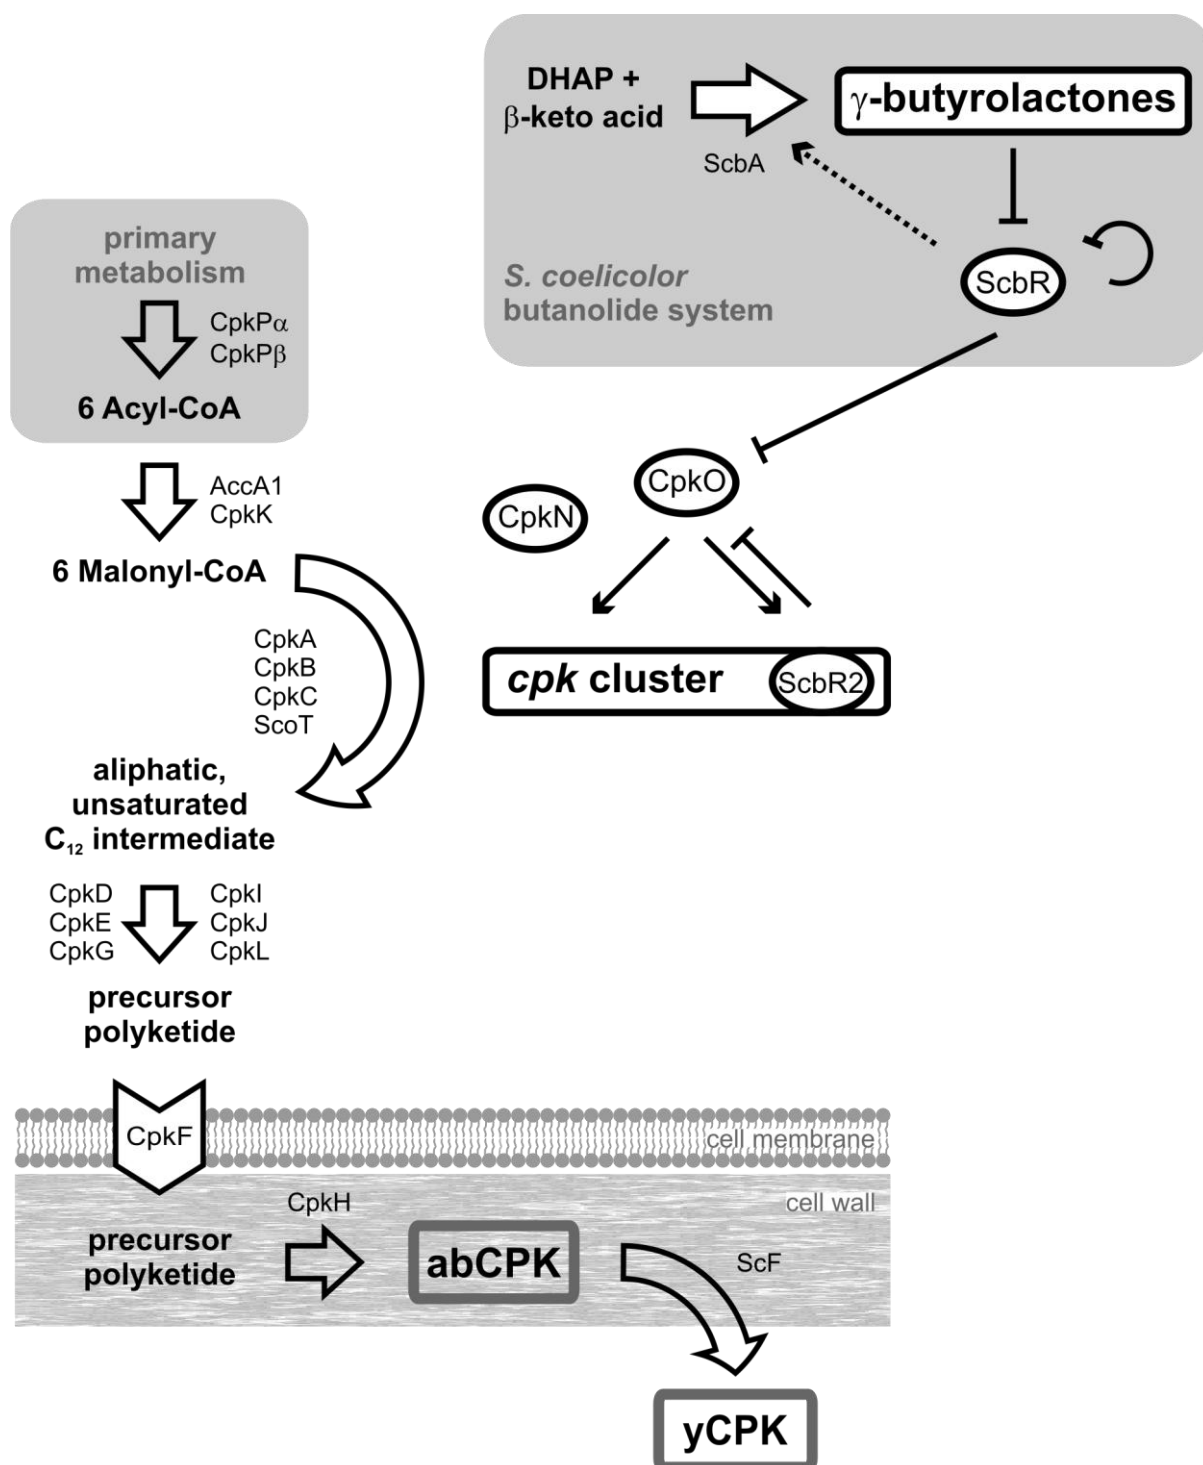 DHAP +
β-keto acid
γ-butyrolactones
ScbA
S. coelicolor
butanolide system
ScbR
primary
metabolism
CpkPα
CpkPβ
6 Acyl-CoA
AccA1
CpkK
6 Malonyl-CoA
CpkO
CpkN
cpk cluster
ScbR2
CpkA
CpkB
CpkC
ScoT
aliphatic,
unsaturated
C₁₂ intermediate
CpkD
CpkE
CpkG
CpkI
CpkJ
CpkL
precursor
polyketide
CpkF
cell membrane
cell wall
CpkH
precursor
polyketide
abCPK
ScF
yCPK